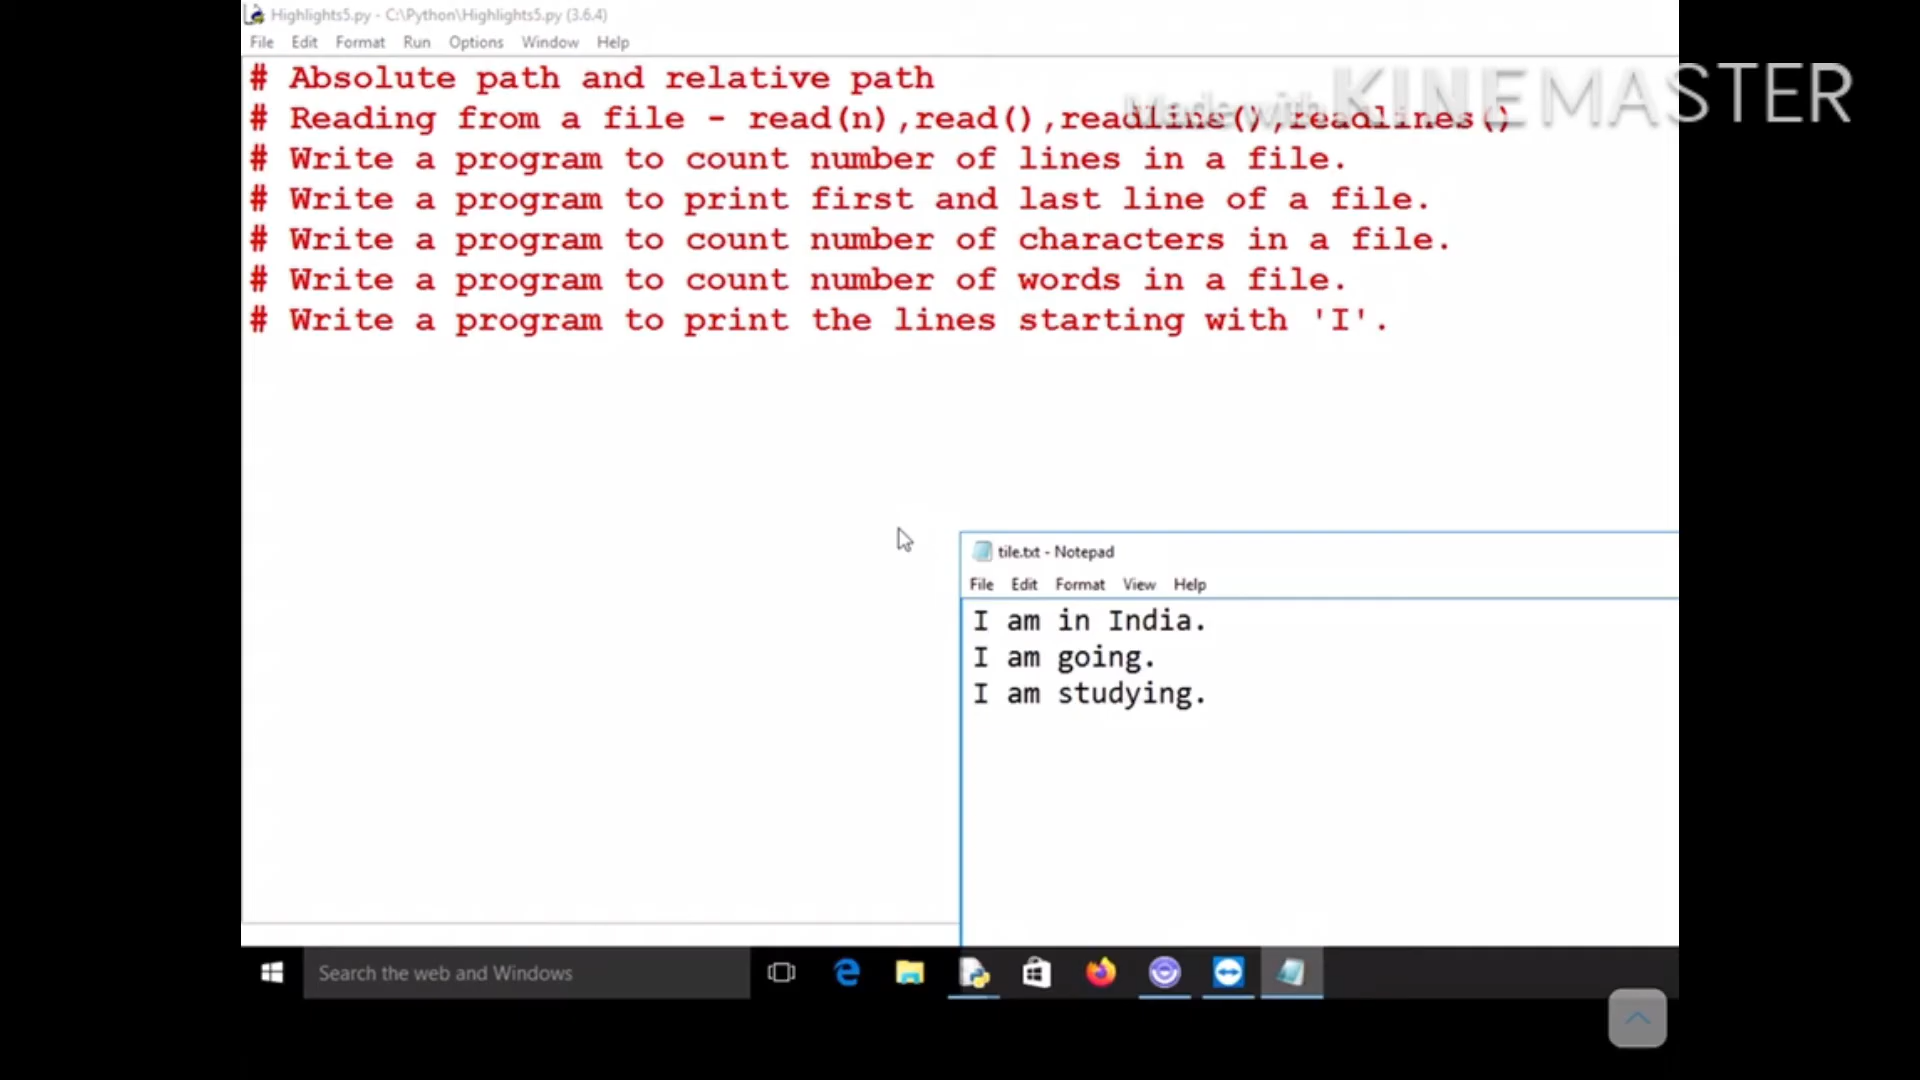 Highlights5.py - C:\Python\Highlights5.py (3.6.4)
File Edit Format Run Options Window Help
# Absolute path and relative path
Made with KINEMASTER
# Reading from a file - read(n),read(),readline(),readlines()
# Write a program to count number of lines in a file.
# Write a program to print first and last line of a file.
# Write a program to count number of characters in a file.
# Write a program to count number of words in a file.
# Write a program to print the lines starting with 'I'.
tile.txt - Notepad
File Edit Format View Help
I am in India.
I am going.
I am studying.
Search the web and Windows